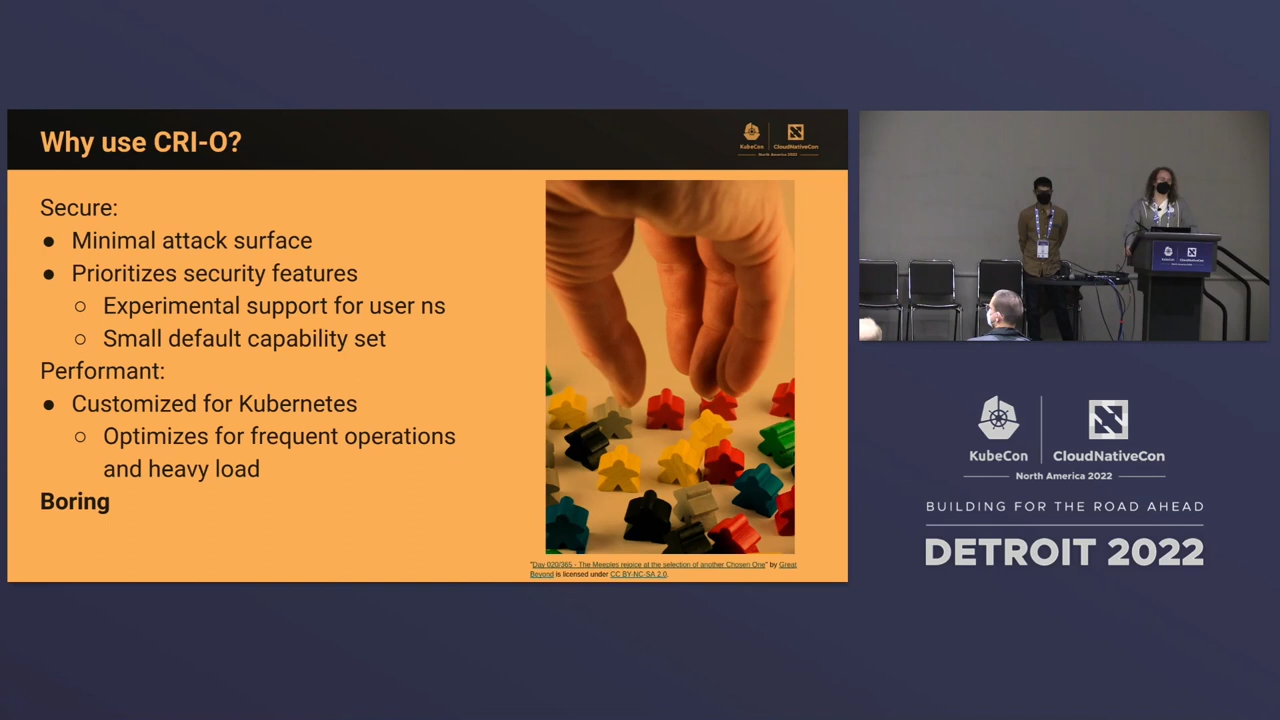 Why use CRI-O?
KubeCon
CloudNativeCon
North America 2022
Secure:
● Minimal attack surface
● Prioritizes security features
○ Experimental support for user ns
○ Small default capability set
Performant:
● Customized for Kubernetes
○ Optimizes for frequent operations
and heavy load
Boring
"Day 020/365 - The Meeples rejoice at the selection of another Chosen One" by Great
Beyond is licensed under CC BY-NC-SA 2.0.
KubeCon
CloudNativeCon
North America 2022
BUILDING FOR THE ROAD AHEAD
DETROIT 2022